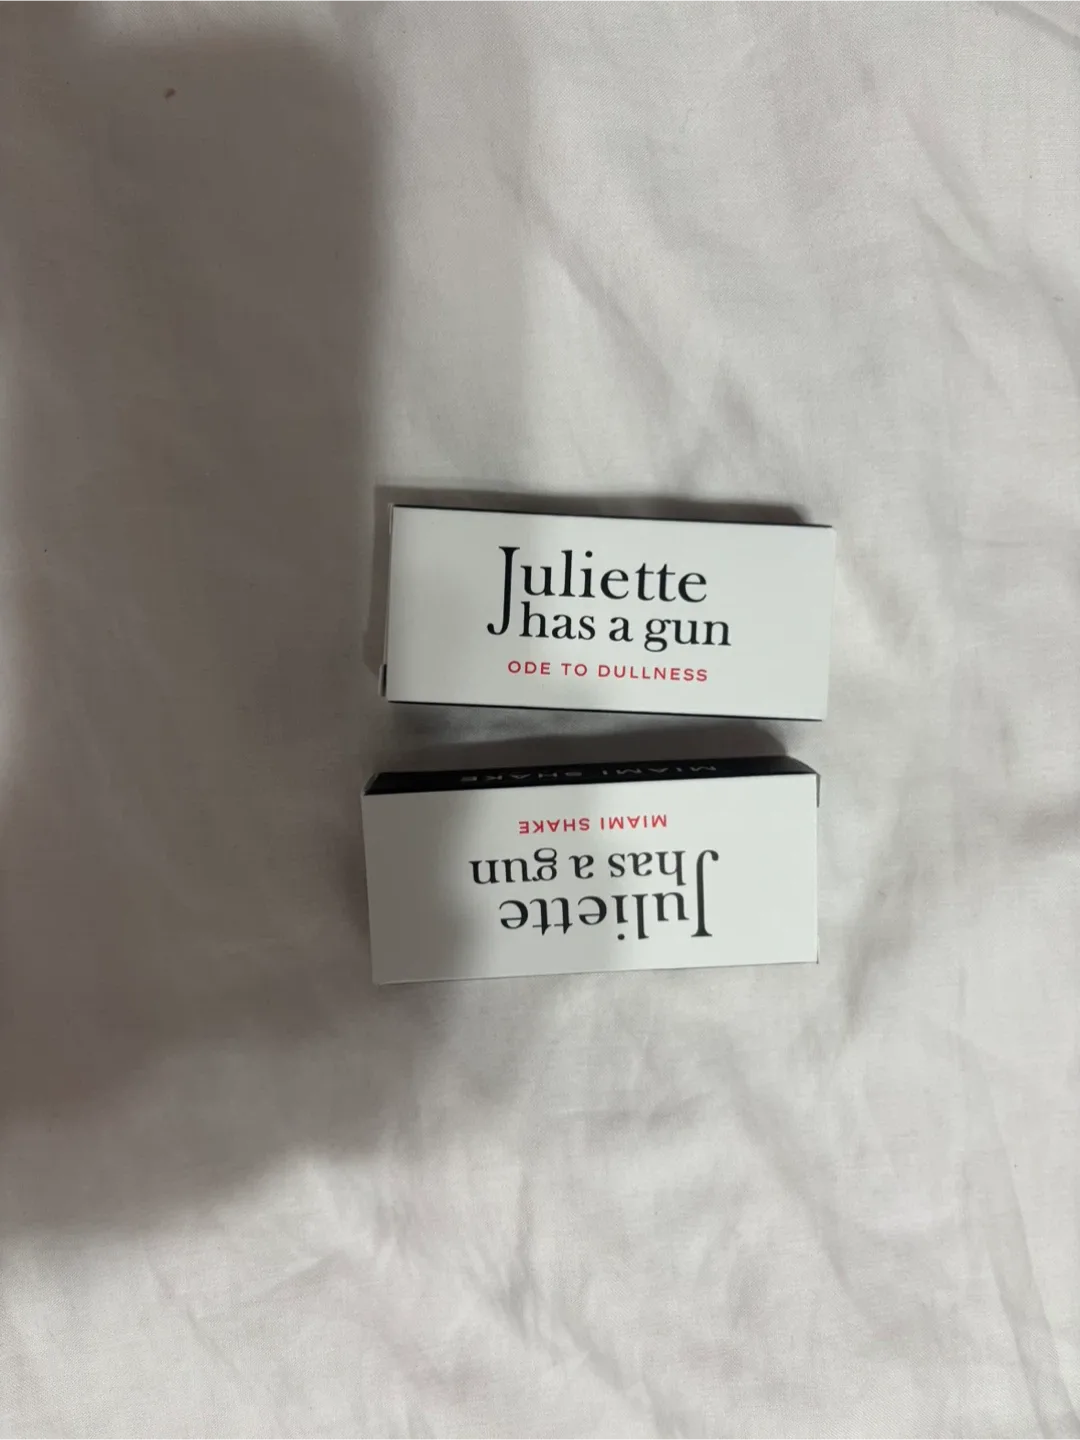 Juliette
has a gun
ODE TO DULLNESS
MIAMI SHAKE
Juliette
has a gun
MIAMI SHAKE